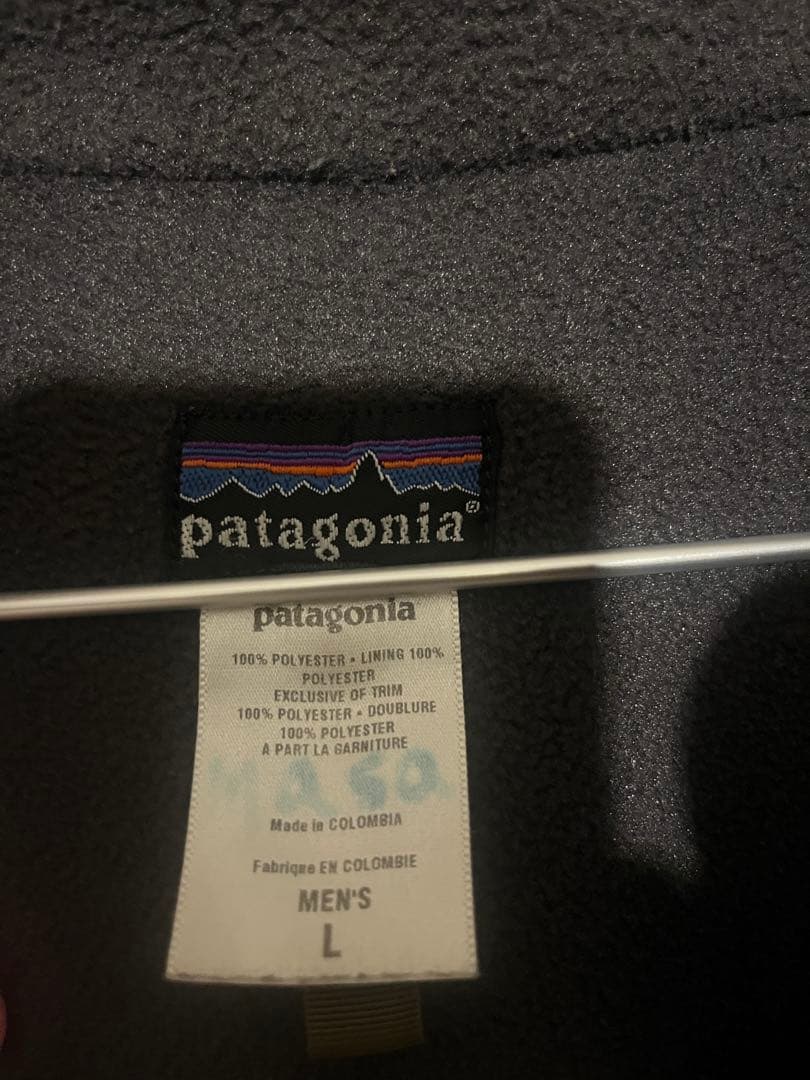 patagonia®
patagonia
100% POLYESTER • LINING 100%
POLYESTER
EXCLUSIVE OF TRIM
100% POLYESTER • DOUBLURE
100% POLYESTER
À PART LA GARNITURE
Made in COLOMBIA
Fabriqué EN COLOMBIE
MEN'S
L